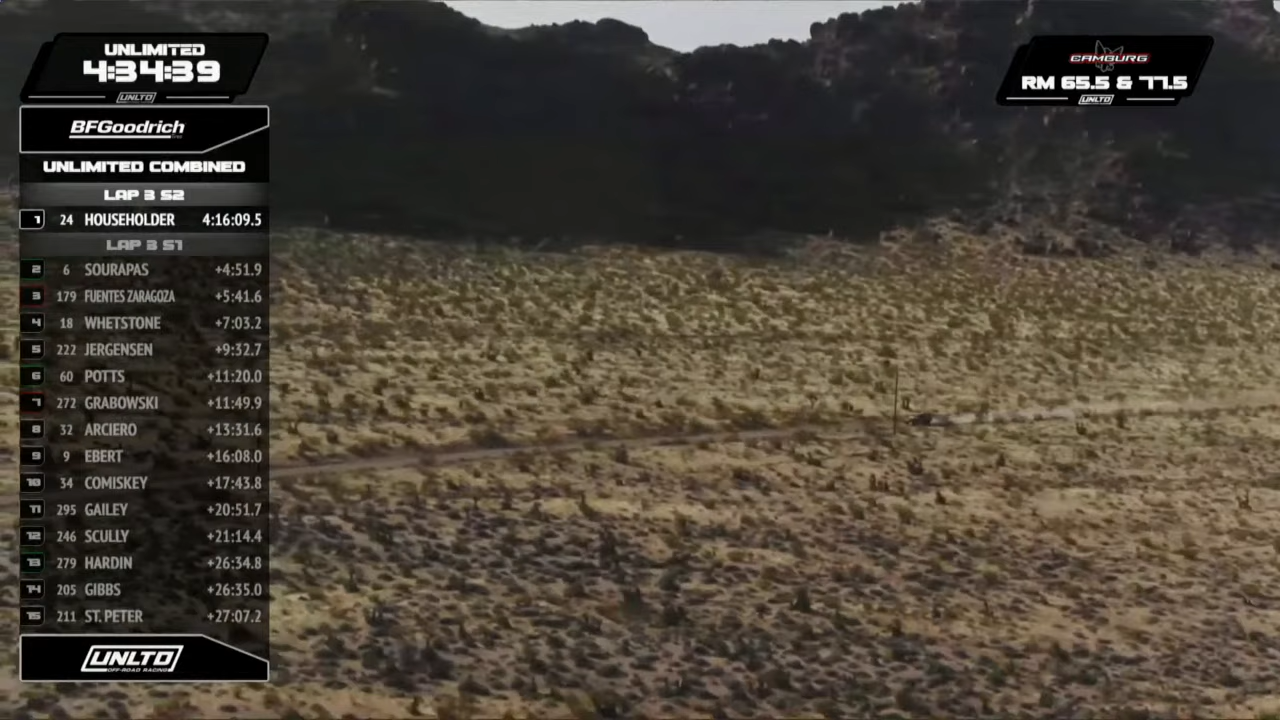 UNLIMITED
4:34:39
UNLTD
BFGoodrich
UNLIMITED COMBINED
LAP 3 S2
1 24 HOUSEHOLDER 4:16:09.5
LAP 3 S1
2 6 SOURAPAS +4:51.9
3 179 FUENTES ZARAGOZA +5:41.6
4 18 WHETSTONE +7:03.2
5 222 JERGENSEN +9:32.7
6 60 POTTS +11:20.0
7 272 GRABOWSKI +11:49.9
8 32 ARCIERO +13:31.6
9 9 EBERT +16:08.0
10 34 COMISKEY +17:43.8
11 295 GAILEY +20:51.7
12 246 SCULLY +21:14.4
13 279 HARDIN +26:34.8
14 205 GIBBS +26:35.0
15 211 ST. PETER +27:07.2
UNLTD
OFF-ROAD RACING
CAMBURG
RM 65.5 & 77.5
UNLTD